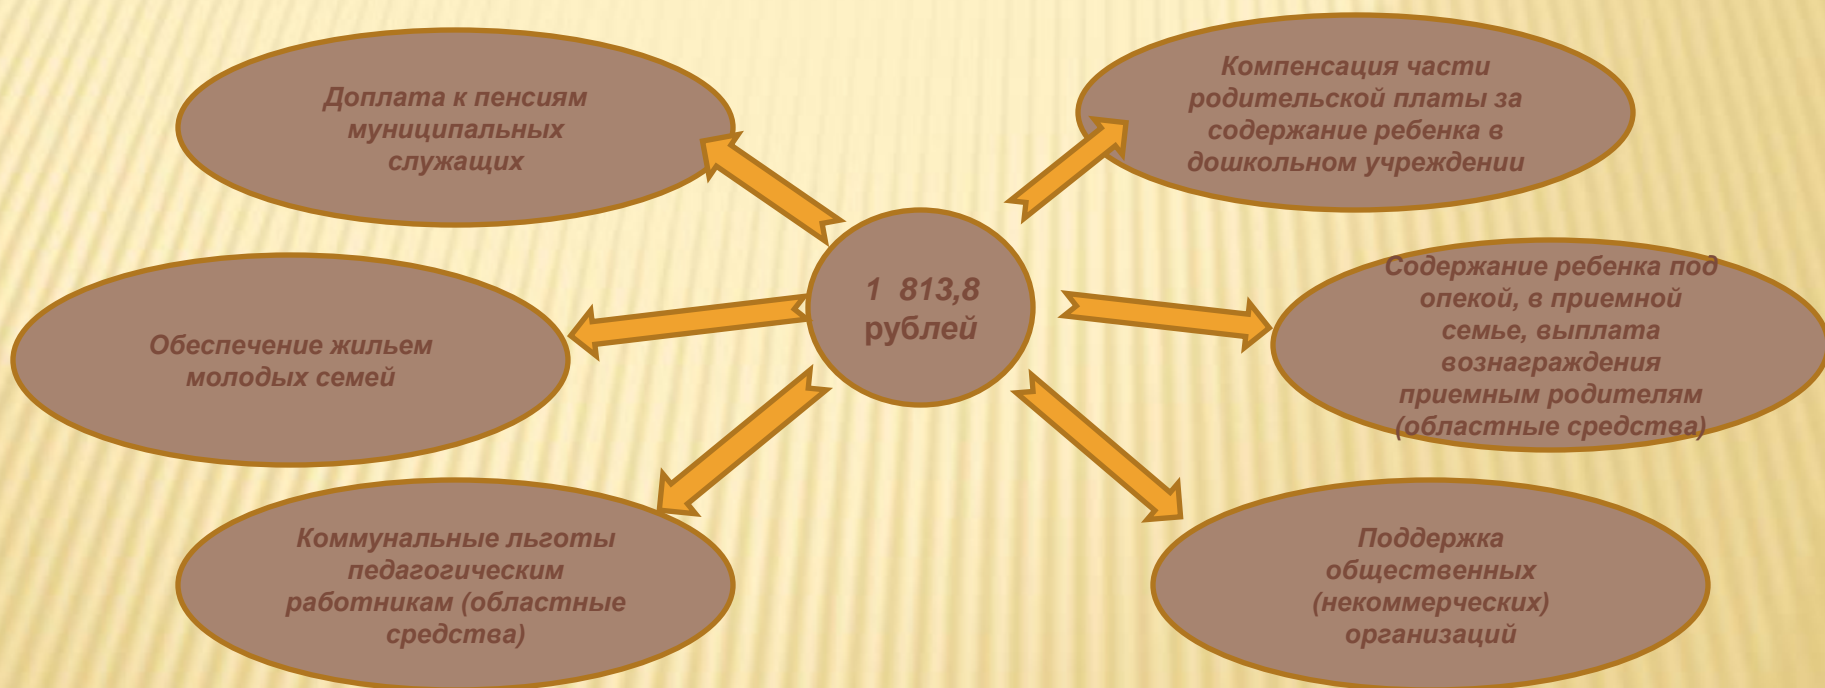 Доплата к пенсиям
муниципальных
служащих
Компенсация части
родительской платы за
содержание ребенка в
дошкольном учреждении
1 813,8
рублей
Обеспечение жильем
молодых семей
Содержание ребенка под
опекой, в приемной
семье, выплата
вознаграждения
приемным родителям
(областные средства)
Коммунальные льготы
педагогическим
работникам (областные
средства)
Поддержка
общественных
(некоммерческих)
организаций